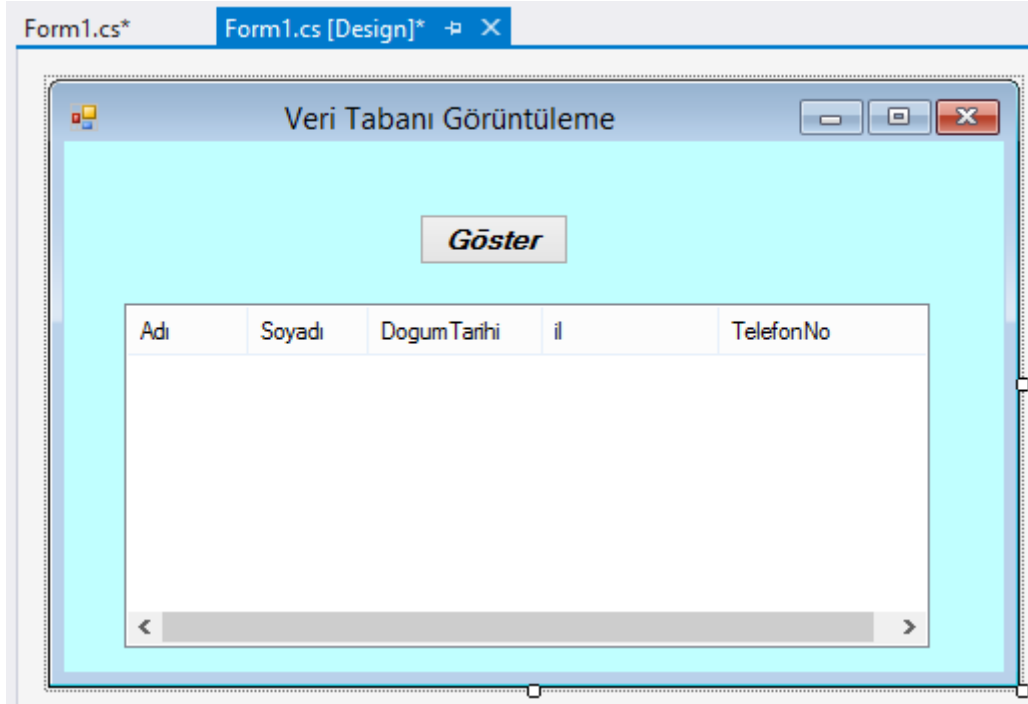 Form1.cs* Form1.cs [Design]*
Veri Tabanı Görüntüleme
Göster
Adı Soyadı DogumTarihi il TelefonNo